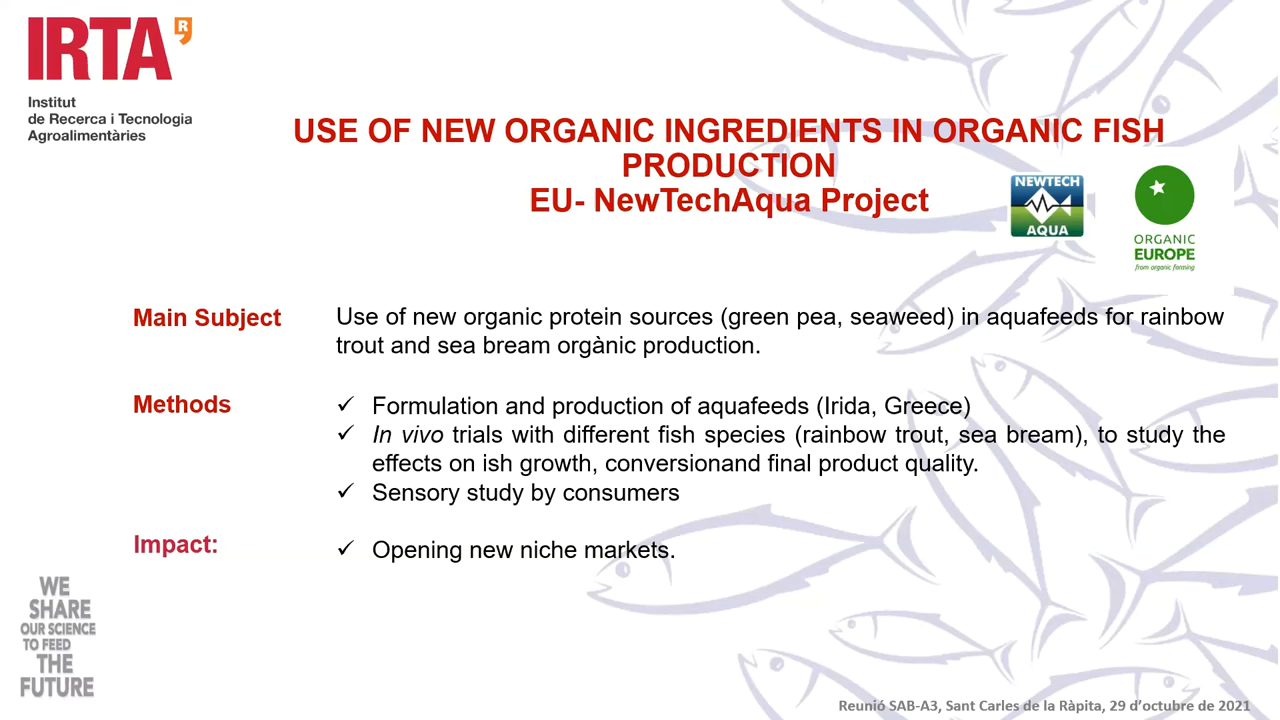 IRTA R
Institut
de Recerca i Tecnologia
Agroalimentàries
USE OF NEW ORGANIC INGREDIENTS IN ORGANIC FISH
PRODUCTION
EU- NewTechAqua Project
NEWTECH
AQUA
ORGANIC
EUROPE
from organic farming
Main Subject
Use of new organic protein sources (green pea, seaweed) in aquafeeds for rainbow
trout and sea bream orgànic production.
Methods
✓ Formulation and production of aquafeeds (Irida, Greece)
✓ In vivo trials with different fish species (rainbow trout, sea bream), to study the
effects on ish growth, conversionand final product quality.
✓ Sensory study by consumers
Impact:
✓ Opening new niche markets.
WE
SHARE
OUR SCIENCE
TO FEED
THE
FUTURE
Reunió SAB-A3, Sant Carles de la Ràpita, 29 d'octubre de 2021